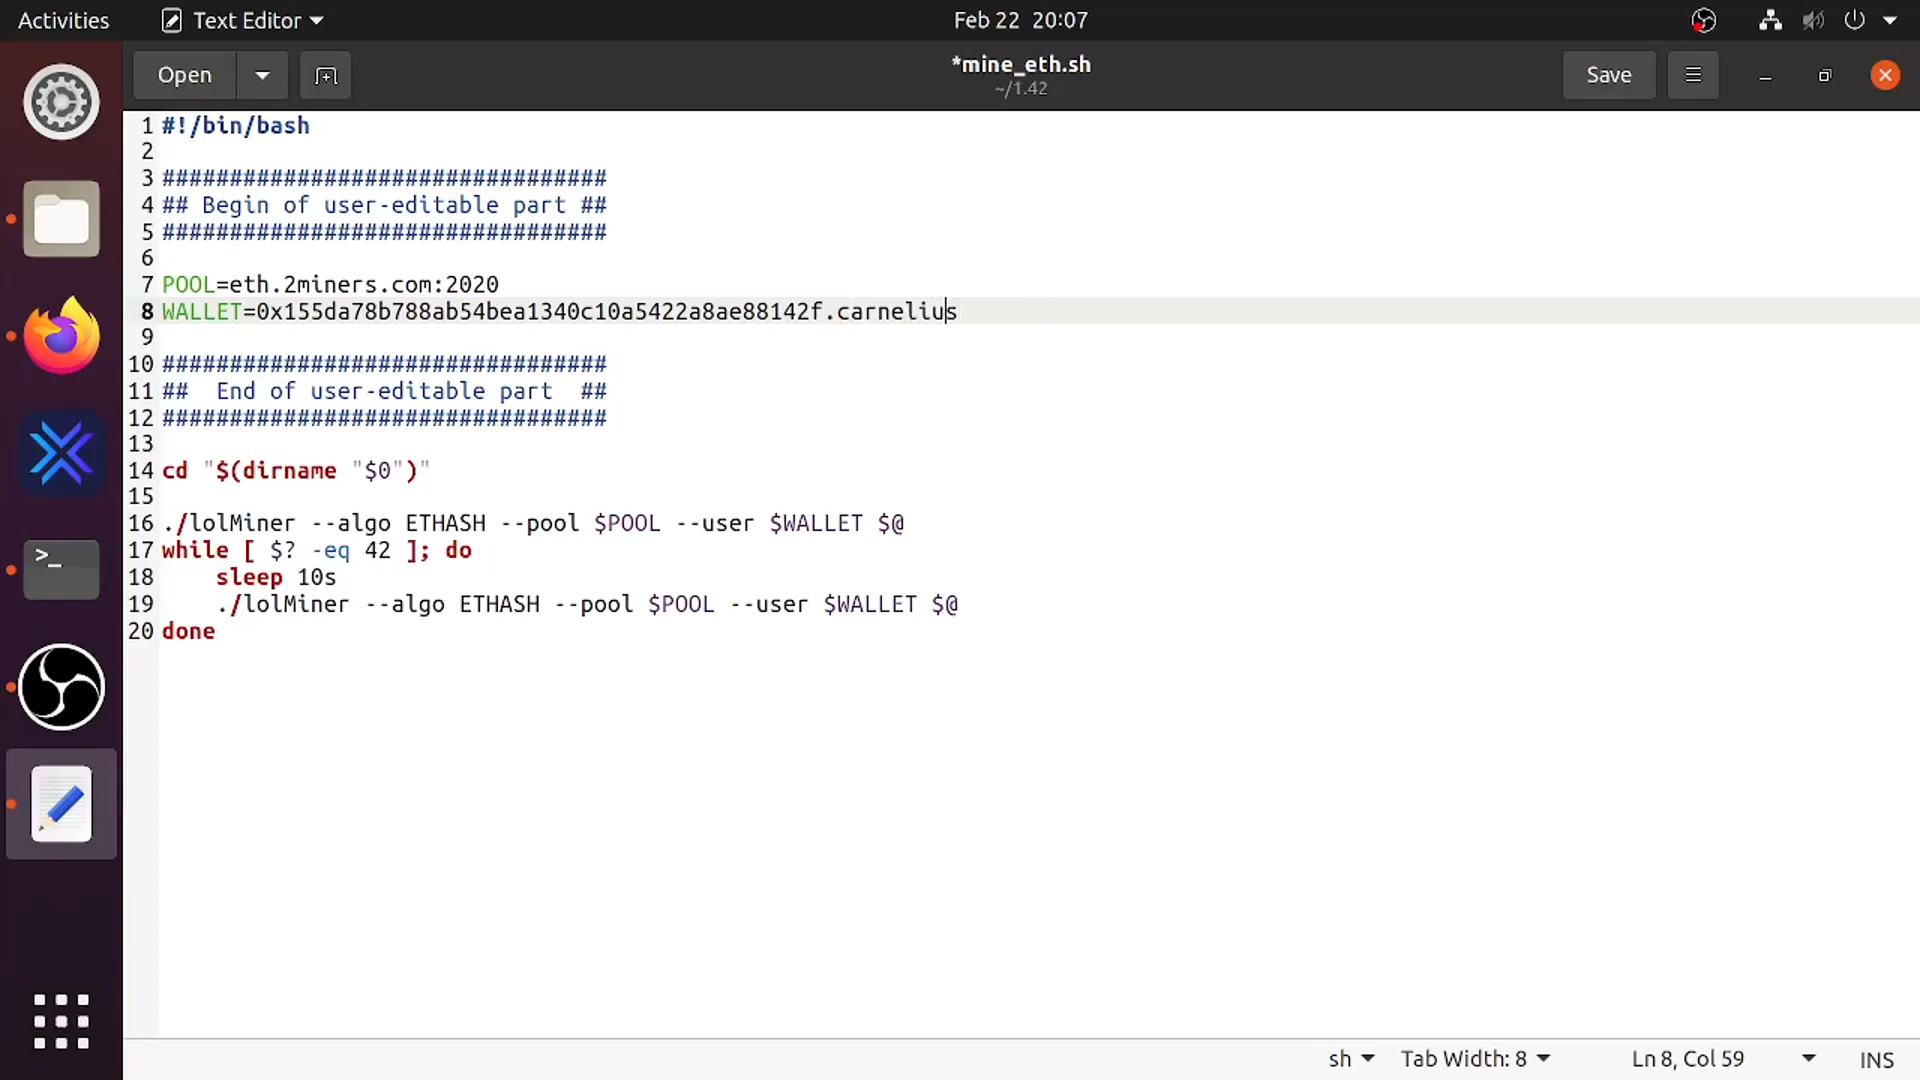 Activities Text Editor Feb 22 20:07
Open *mine_eth.sh Save
~/1.42
1 #!/bin/bash
2
3 #################################
4 ## Begin of user-editable part ##
5 #################################
6
7 POOL=eth.2miners.com:2020
8 WALLET=0x155da78b788ab54bea1340c10a5422a8ae88142f.carnelius
9
10 #################################
11 ##  End of user-editable part  ##
12 #################################
13
14 cd "$(dirname "$0")"
15
16 ./lolMiner --algo ETHASH --pool $POOL --user $WALLET $@
17 while [ $? -eq 42 ]; do
18     sleep 10s
19     ./lolMiner --algo ETHASH --pool $POOL --user $WALLET $@
20 done
sh Tab Width: 8 Ln 8, Col 59 INS